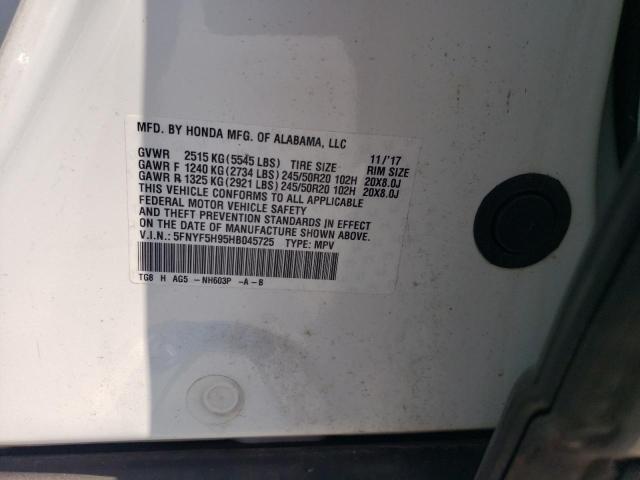 MFD. BY HONDA MFG. OF ALABAMA, LLC
GVWR 2515 KG (5545 LBS) TIRE SIZE 11/'17 RIM SIZE
GAWR F 1240 KG (2734 LBS) 245/50R20 102H 20X8.0J
GAWR R 1325 KG (2921 LBS) 245/50R20 102H 20X8.0J
THIS VEHICLE CONFORMS TO ALL APPLICABLE
FEDERAL MOTOR VEHICLE SAFETY
AND THEFT PREVENTION STANDARDS IN EFFECT
ON THE DATE OF MANUFACTURE SHOWN ABOVE.
V.I.N.: 5FNYF5H95HB045725 TYPE: MPV
TG8 H AG5 -NH603P -A-B